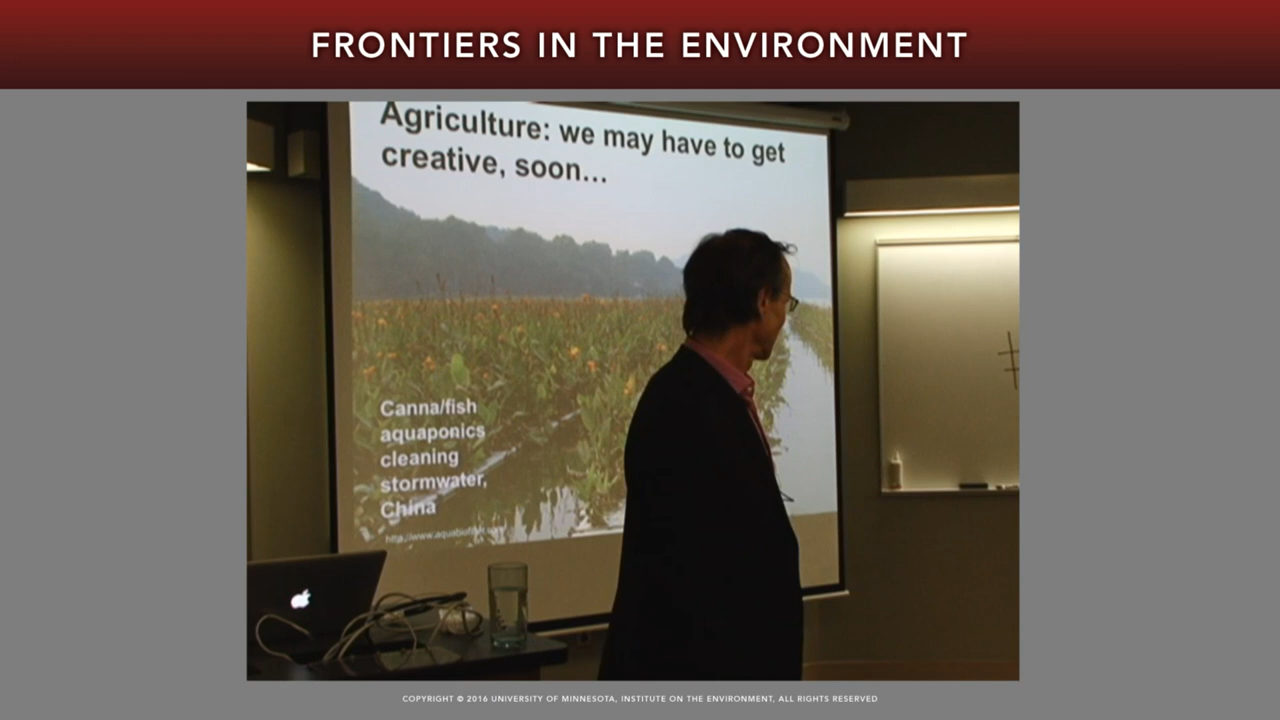 FRONTIERS IN THE ENVIRONMENT
Agriculture: we may have to get
creative, soon...
Canna/fish
aquaponics
cleaning
stormwater,
China
COPYRIGHT © 2016 UNIVERSITY OF MINNESOTA, INSTITUTE ON THE ENVIRONMENT, ALL RIGHTS RESERVED